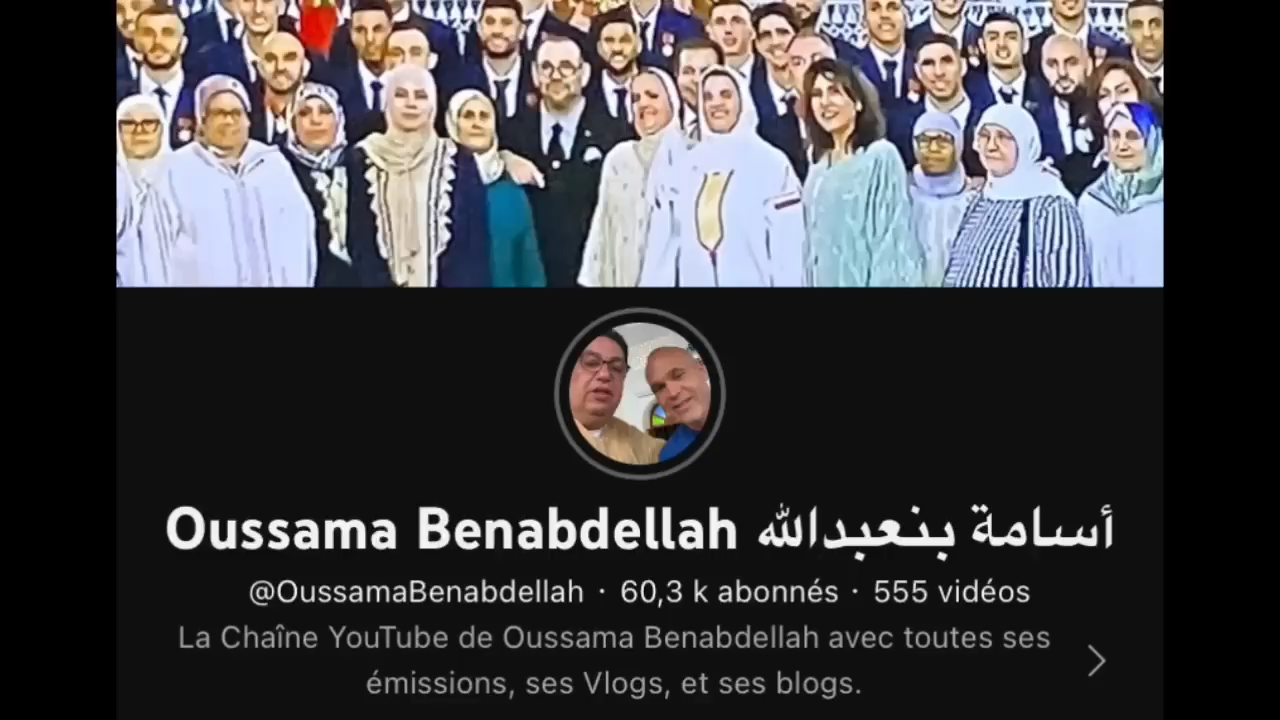 Oussama Benabdellah أسامة بنعبدالله
@OussamaBenabdellah · 60,3 k abonnés · 555 vidéos
La Chaîne YouTube de Oussama Benabdellah avec toutes ses
émissions, ses Vlogs, et ses blogs.